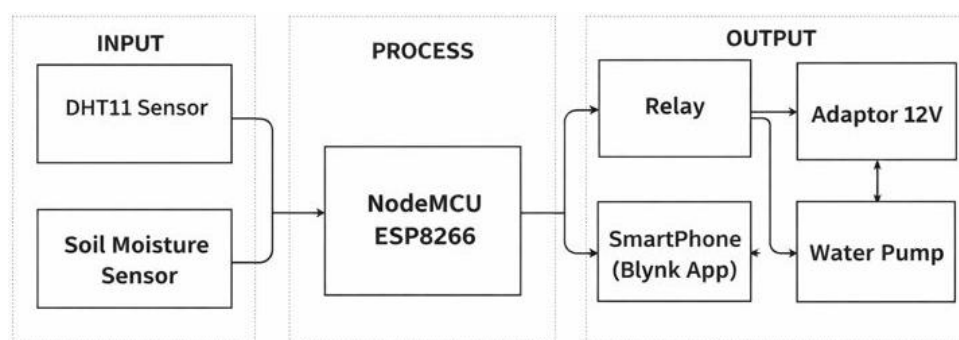 INPUT
DHT11 Sensor
Soil Moisture
Sensor
PROCESS
NodeMCU
ESP8266
OUTPUT
Relay
Adaptor 12V
SmartPhone
(Blynk App)
Water Pump